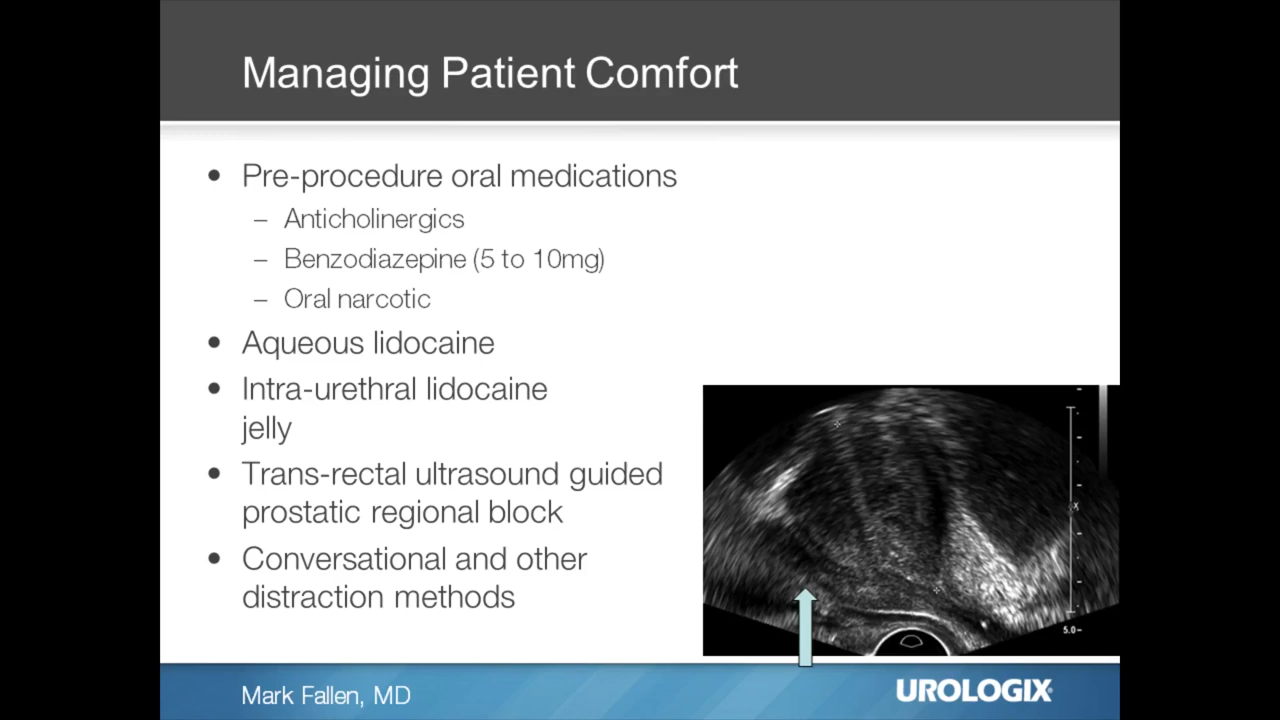 Managing Patient Comfort
• Pre-procedure oral medications
– Anticholinergics
– Benzodiazepine (5 to 10mg)
– Oral narcotic
• Aqueous lidocaine
• Intra-urethral lidocaine
jelly
• Trans-rectal ultrasound guided
prostatic regional block
• Conversational and other
distraction methods
X
5.0-
Mark Fallen, MD
UROLOGIX